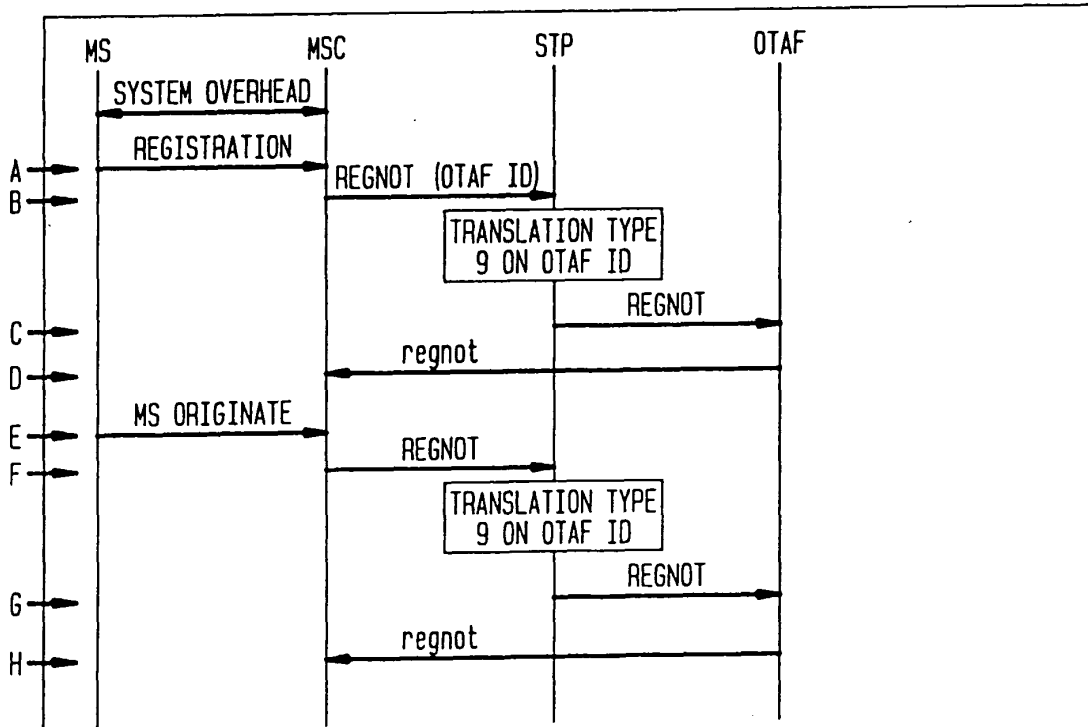 MS MSC STP OTAF
SYSTEM OVERHEAD
A REGISTRATION
B REGNOT (OTAF ID)
TRANSLATION TYPE
9 ON OTAF ID
C REGNOT
D regnot
E MS ORIGINATE
F REGNOT
TRANSLATION TYPE
9 ON OTAF ID
G REGNOT
H regnot